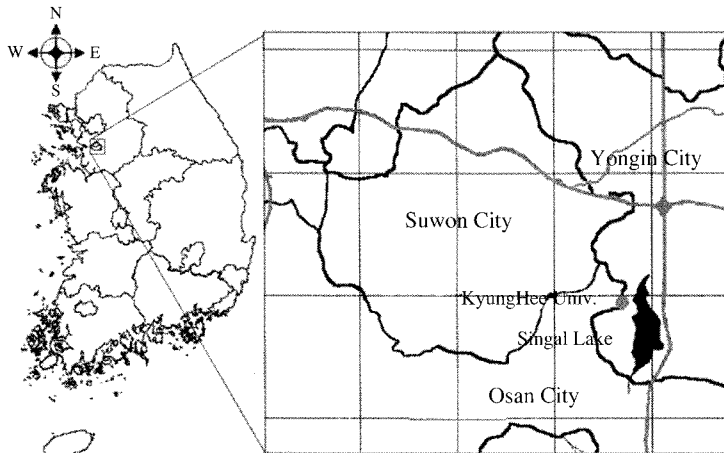 N
W E
S
Yongin City
Suwon City
KyungHee Univ.
Singal Lake
Osan City